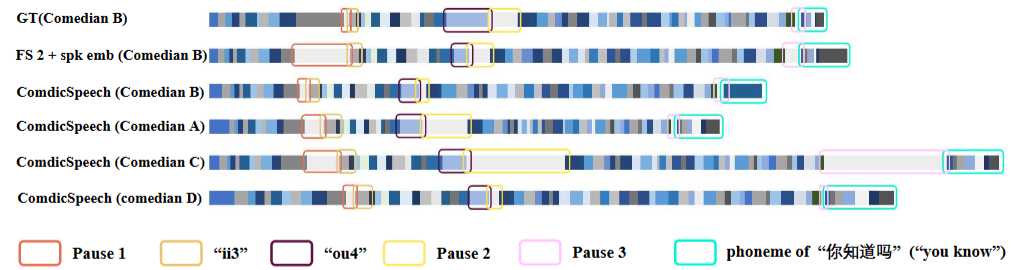 GT(Comedian B)
FS 2 + spk emb (Comedian B)
ComdicSpeech (Comedian B)
ComdicSpeech (Comedian A)
ComdicSpeech (Comedian C)
ComdicSpeech (comedian D)
Pause 1 “ii3” “ou4” Pause 2 Pause 3 phoneme of “你知道吗” (“you know”)